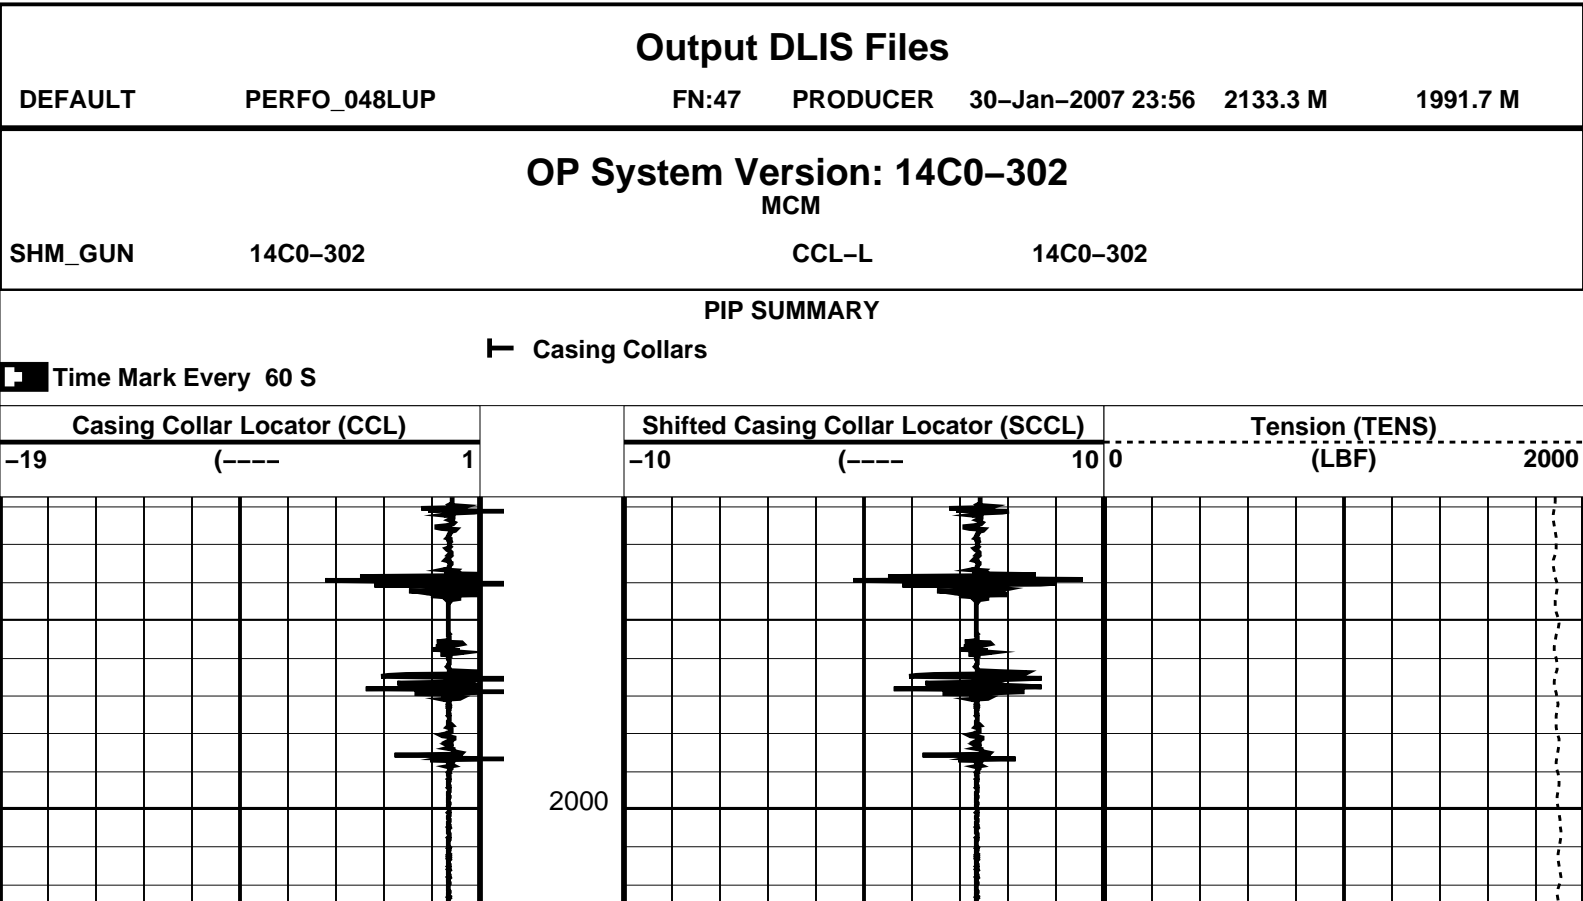 Output DLIS Files
DEFAULT PERFO_048LUP FN:47 PRODUCER 30–Jan–2007 23:56 2133.3 M 1991.7 M
OP System Version: 14C0–302
MCM
SHM_GUN 14C0–302 CCL–L 14C0–302
PIP SUMMARY
Casing Collars
Time Mark Every 60 S
Casing Collar Locator (CCL) Shifted Casing Collar Locator (SCCL) Tension (TENS)
–19 (–––– 1 –10 (–––– 10 0 (LBF) 2000
2000